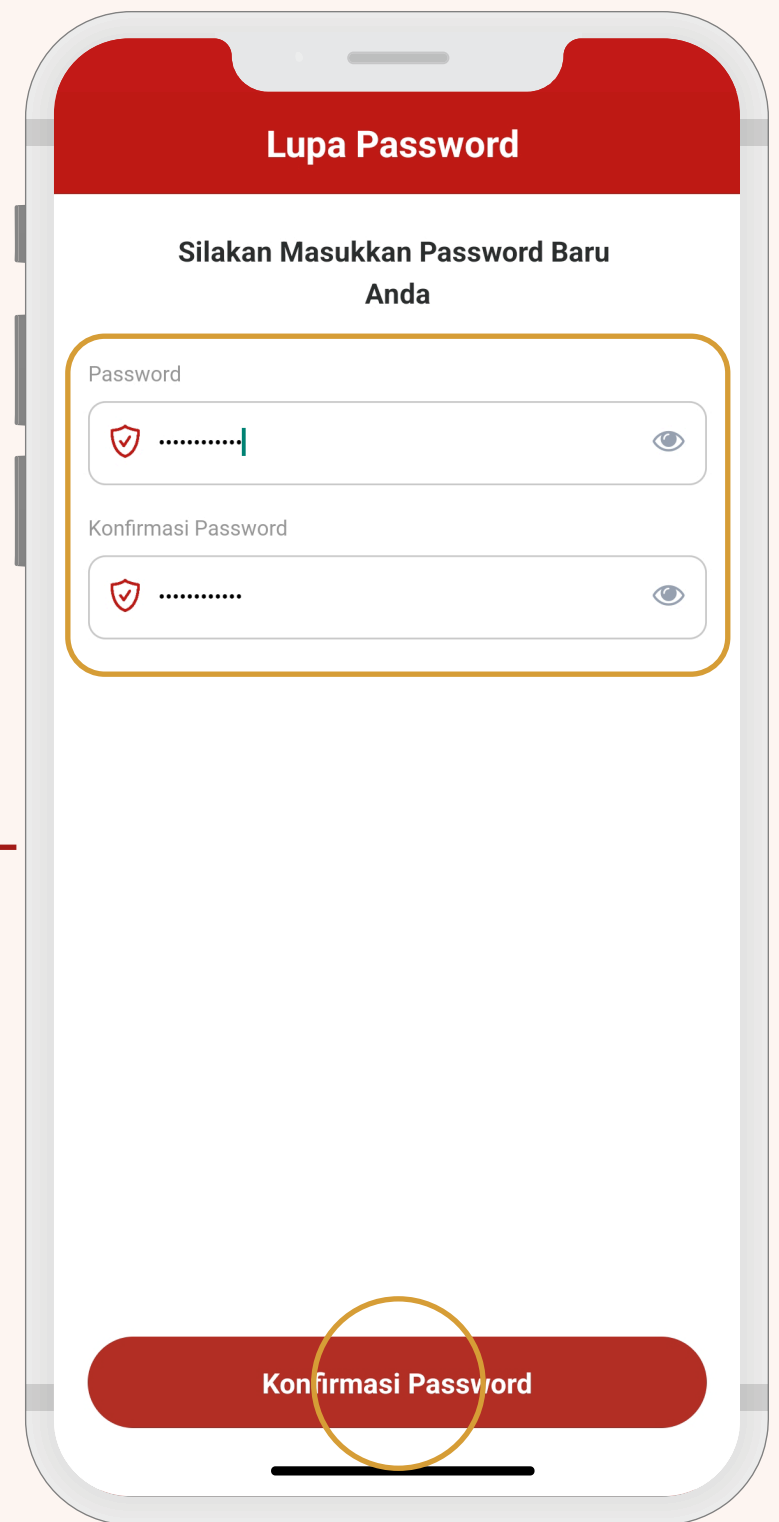 Lupa Password
Silakan Masukkan Password Baru
Anda
Password
••••••••••••
Konfirmasi Password
••••••••••••
Konfirmasi Password